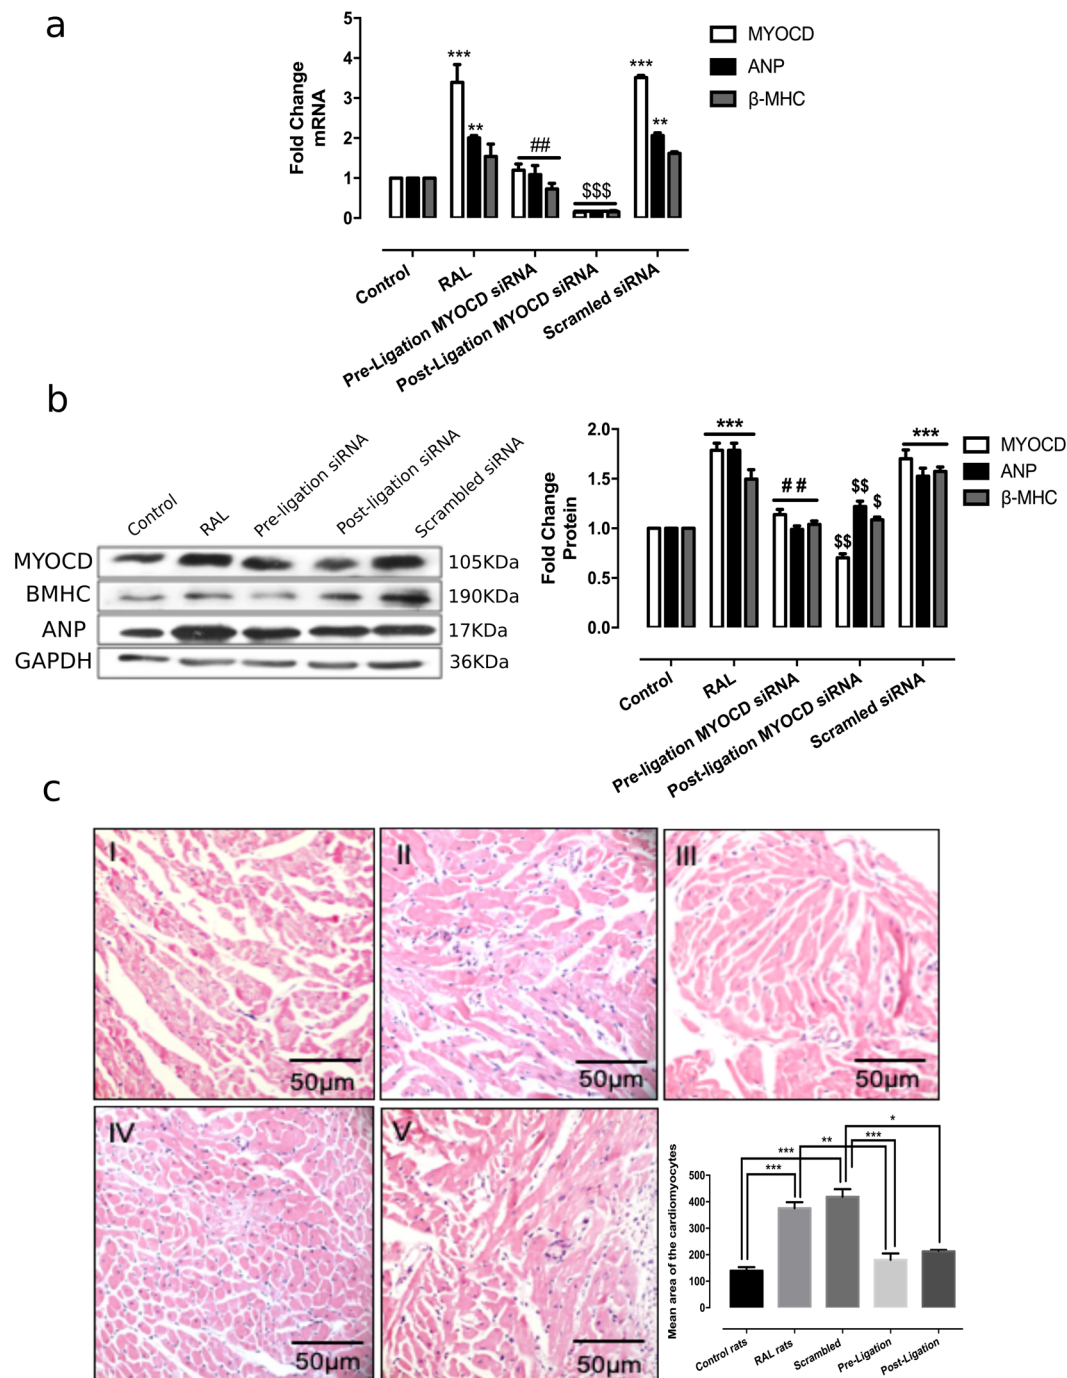 a
5
4
3
2
1
0
Fold Change
mRNA
***
**
##
$$$
***
**
MYOCD
ANP
β-MHC
Control
RAL
Pre-Ligation MYOCD siRNA
Post-Ligation MYOCD siRNA
Scramled siRNA
b
Control
RAL
Pre-ligation siRNA
Post-ligation siRNA
Scrambled siRNA
MYOCD
105KDa
BMHC
190KDa
ANP
17KDa
GAPDH
36KDa
2.0
1.5
1.0
0.5
0.0
Fold Change
Protein
***
##
$$
$$
$
***
MYOCD
ANP
β-MHC
Control
RAL
Pre-ligation MYOCD siRNA
Post-ligation MYOCD siRNA
Scramled siRNA
c
I
50µm
II
50µm
III
50µm
IV
50µm
V
50µm
Mean area of the cardiomyocytes
500
400
300
200
100
0
*
**
***
***
***
Control rats
RAL rats
Scrambled
Pre-Ligation
Post-Ligation